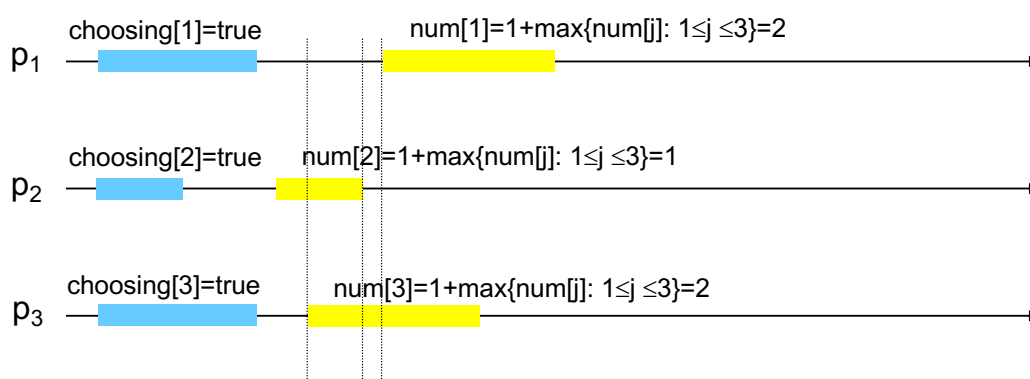 choosing[1]=true num[1]=1+max{num[j]: 1≤j ≤3}=2
p1
choosing[2]=true num[2]=1+max{num[j]: 1≤j ≤3}=1
p2
choosing[3]=true num[3]=1+max{num[j]: 1≤j ≤3}=2
p3